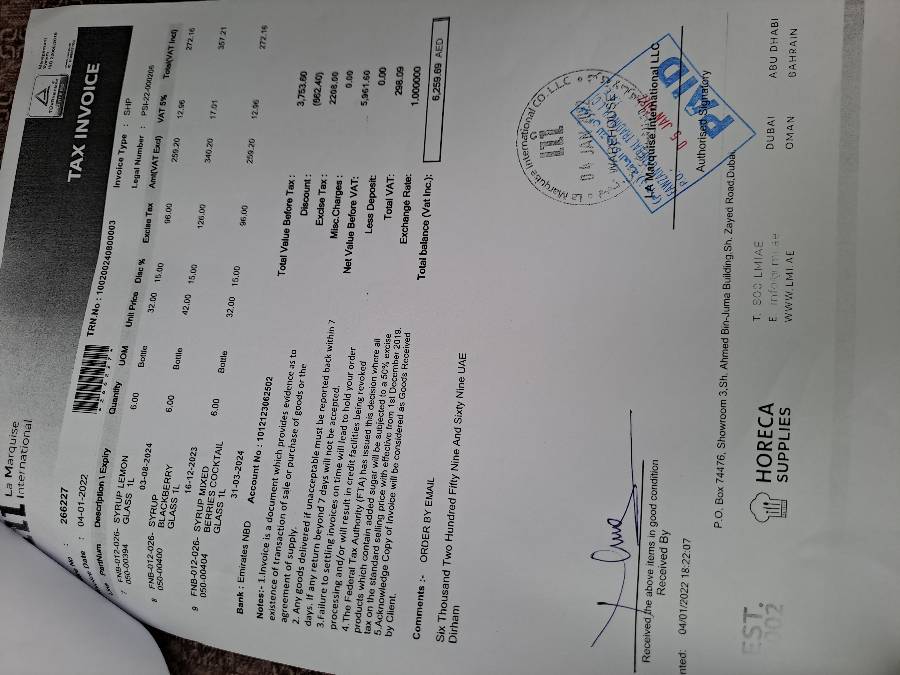 La Marquise
International
TAX INVOICE
266227
TRN.No : 100200240800003
Invoice Type : SHP
Date : 04-01-2022
Legal Number : PSI-22-000206
PartNum Description \ Expiry Quantity UOM Unit Price Disc % Excise Tax Amt(VAT Excl) VAT 5% Total(VAT Incl)
7 FNB-012-026-050-00394 SYRUP LEMON GLASS 1L 6.00 Bottle 32.00 15.00 96.00 259.20 12.96 272.16
03-08-2024
8 FNB-012-026-050-00400 SYRUP BLACKBERRY GLASS 1L 6.00 Bottle 42.00 15.00 126.00 340.20 17.01 357.21
16-12-2023
9 FNB-012-026-050-00404 SYRUP MIXED BERRIES COCKTAIL GLASS 1L 6.00 Bottle 32.00 15.00 96.00 259.20 12.96 272.16
31-03-2024
Bank : Emirates NBD Account No : 1012123062502
Notes:- 1.Invoice is a document which provides evidence as to
existence of transaction of sale or purchase of goods or the
agreement of supply.
2. Any goods delivered if unacceptable must be reported back within 7
days. If any return beyond 7 days will not be accepted.
3.Failure to settling invoices on time will lead to hold your order
processing and/or will result in credit facilities being revoked
4.The Federal Tax Authority (FTA) has issued this decision where all
products which contain added sugar will be subjected to a 50% excise
tax on the standard selling price with effective from 1st December 2019.
5.Acknowledge Copy of Invoice will be considered as Goods Received
by Client.
Total Value Before Tax : 3,753.60
Discount : (662.40)
Excise Tax : 2208.00
Misc.Charges : 0.00
Net Value Before VAT: 5,961.60
Less Deposit: 0.00
Total VAT: 298.09
Exchange Rate: 1.000000
Total balance (Vat Inc.): 6,259.69 AED
Comments :- ORDER BY EMAIL
Six Thousand Two Hundred Fifty Nine And Sixty Nine UAE
Dirham
La Marquise International CO. L.L.C
04 JAN
WAREHOUSE
PAID
05 JAN
LA Marquise International LLC
Authorised Signatory
Received the above items in good condition
Received By
04/01/2022 18:22:07
P.O. Box 74476, Showroom 3,Sh. Ahmed Bin-Juma Building,Sh. Zayed Road,Dubai
EST.
2002
HORECA
SUPPLIES
T. 800 LMIAE
E. info@lmi.ae
WWW.LMI.AE
DUBAI
OMAN
ABU DHABI
BAHRAIN